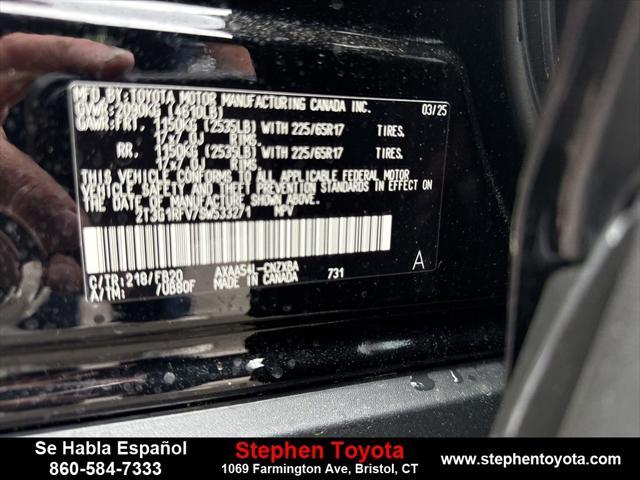 MFD. BY: TOYOTA MOTOR MANUFACTURING CANADA INC.
GVWR: 2090KG (4610LB) 03/25
GAWR: FRT. 1150KG (2535LB) WITH 225/65R17 TIRES.
17x7.0J RIMS.
RR. 1150KG (2535LB) WITH 225/65R17 TIRES.
17x7.0J RIMS.
THIS VEHICLE CONFORMS TO ALL APPLICABLE FEDERAL MOTOR
VEHICLE SAFETY AND THEFT PREVENTION STANDARDS IN EFFECT ON
THE DATE OF MANUFACTURE SHOWN ABOVE.
2T3G1RFV7SW533271 MPV
A
C/TR: 218/FB20 AXAA54L-CNZXBA 731
A/TM: 70B80F MADE IN CANADA
Se Habla Español
860-584-7333
Stephen Toyota
1069 Farmington Ave, Bristol, CT
www.stephentoyota.com